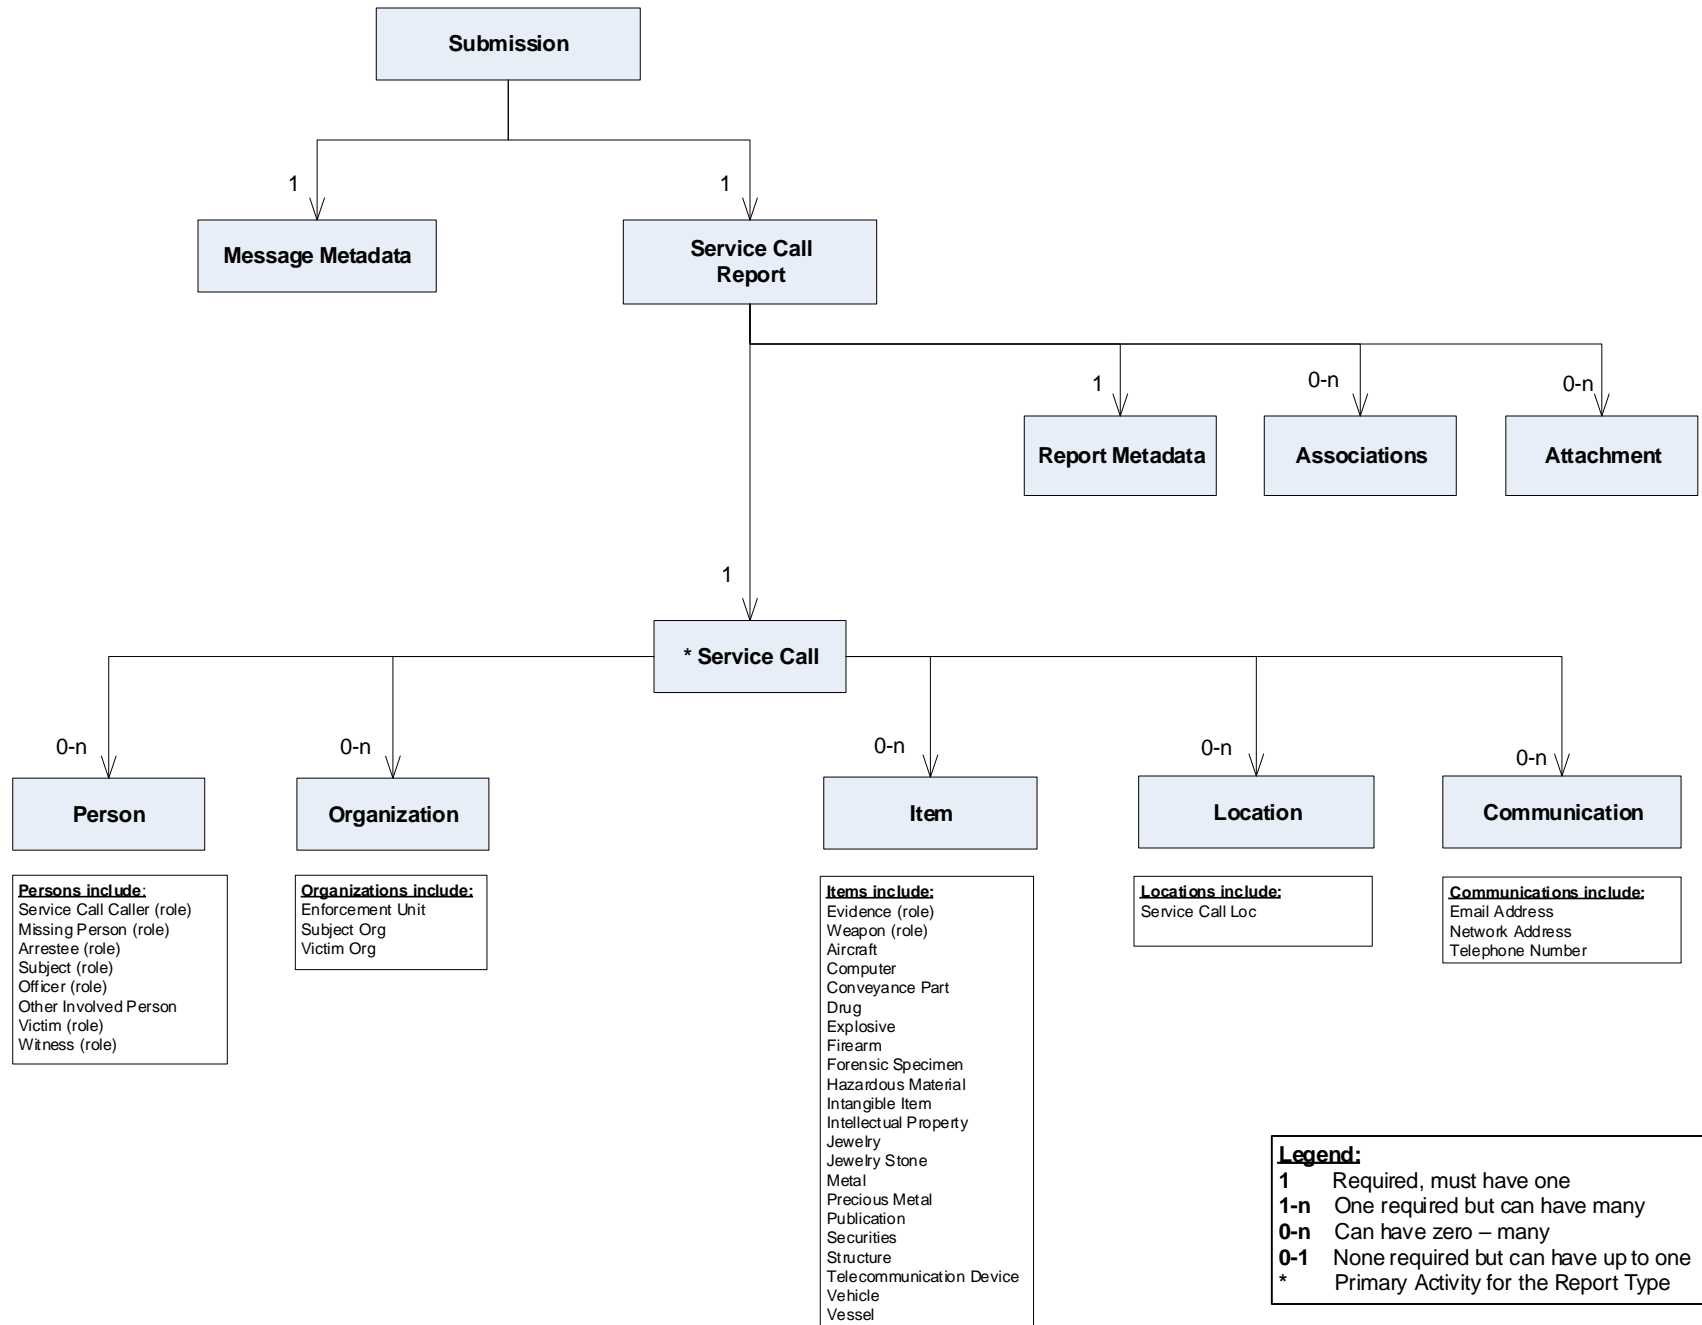 Submission
1
1
Message Metadata
Service Call
Report
1
0-n
0-n
Report Metadata
Associations
Attachment
1
* Service Call
0-n
0-n
0-n
0-n
0-n
Person
Organization
Item
Location
Communication
Persons include:
Service Call Caller (role)
Missing Person (role)
Arrestee (role)
Subject (role)
Officer (role)
Other Involved Person
Victim (role)
Witness (role)
Organizations include:
Enforcement Unit
Subject Org
Victim Org
Items include:
Evidence (role)
Weapon (role)
Aircraft
Computer
Conveyance Part
Drug
Explosive
Firearm
Forensic Specimen
Hazardous Material
Intangible Item
Intellectual Property
Jewelry
Jewelry Stone
Metal
Precious Metal
Publication
Securities
Structure
Telecommunication Device
Vehicle
Vessel
Locations include:
Service Call Loc
Communications include:
Email Address
Network Address
Telephone Number
Legend:
1 Required, must have one
1-n One required but can have many
0-n Can have zero – many
0-1 None required but can have up to one
* Primary Activity for the Report Type